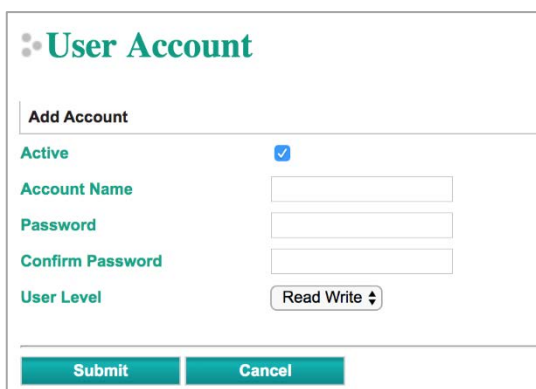 User Account
Add Account
Active
Account Name
Password
Confirm Password
User Level Read Write
Submit Cancel